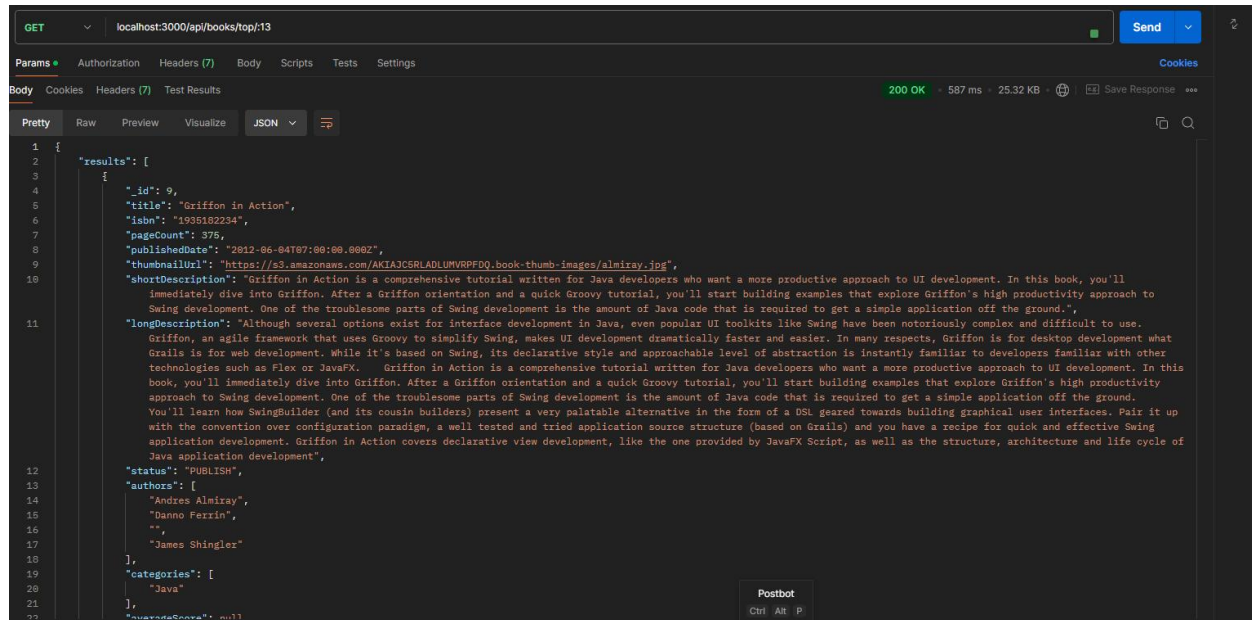 GET localhost:3000/api/books/top/:13 Send
Params Authorization Headers (7) Body Scripts Tests Settings Cookies
Body Cookies Headers (7) Test Results 200 OK 587 ms 25.32 KB Save Response
Pretty Raw Preview Visualize JSON
1 {
2 "results": [
3 {
4 "_id": 9,
5 "title": "Griffon in Action",
6 "isbn": "1935182234",
7 "pageCount": 375,
8 "publishedDate": "2012-06-04T07:00:00.000Z",
9 "thumbnailUrl": "https://s3.amazonaws.com/AKIAJC5RLADLUMVRPFDQ.book-thumb-images/almiray.jpg",
10 "shortDescription": "Griffon in Action is a comprehensive tutorial written for Java developers who want a more productive approach to UI development. In this book, you'll
immediately dive into Griffon. After a Griffon orientation and a quick Groovy tutorial, you'll start building examples that explore Griffon's high productivity approach to
Swing development. One of the troublesome parts of Swing development is the amount of Java code that is required to get a simple application off the ground.",
11 "longDescription": "Although several options exist for interface development in Java, even popular UI toolkits like Swing have been notoriously complex and difficult to use.
Griffon, an agile framework that uses Groovy to simplify Swing, makes UI development dramatically faster and easier. In many respects, Griffon is for desktop development what
Grails is for web development. While it's based on Swing, its declarative style and approachable level of abstraction is instantly familiar to developers familiar with other
technologies such as Flex or JavaFX. Griffon in Action is a comprehensive tutorial written for Java developers who want a more productive approach to UI development. In this
book, you'll immediately dive into Griffon. After a Griffon orientation and a quick Groovy tutorial, you'll start building examples that explore Griffon's high productivity
approach to Swing development. One of the troublesome parts of Swing development is the amount of Java code that is required to get a simple application off the ground.
You'll learn how SwingBuilder (and its cousin builders) present a very palatable alternative in the form of a DSL geared towards building graphical user interfaces. Pair it up
with the convention over configuration paradigm, a well tested and tried application source structure (based on Grails) and you have a recipe for quick and effective Swing
application development. Griffon in Action covers declarative view development, like the one provided by JavaFX Script, as well as the structure, architecture and life cycle of
Java application development",
12 "status": "PUBLISH",
13 "authors": [
14 "Andres Almiray",
15 "Danno Ferrin",
16 "",
17 "James Shingler"
18 ],
19 "categories": [
20 "Java"
21 ],
22 "averageScore": null
Postbot
Ctrl Alt P